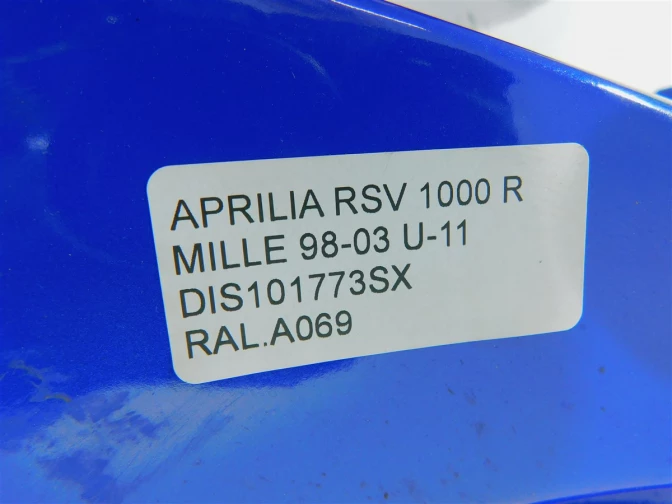 APRILIA RSV 1000 R
MILLE 98-03 U-11
DIS101773SX
RAL.A069